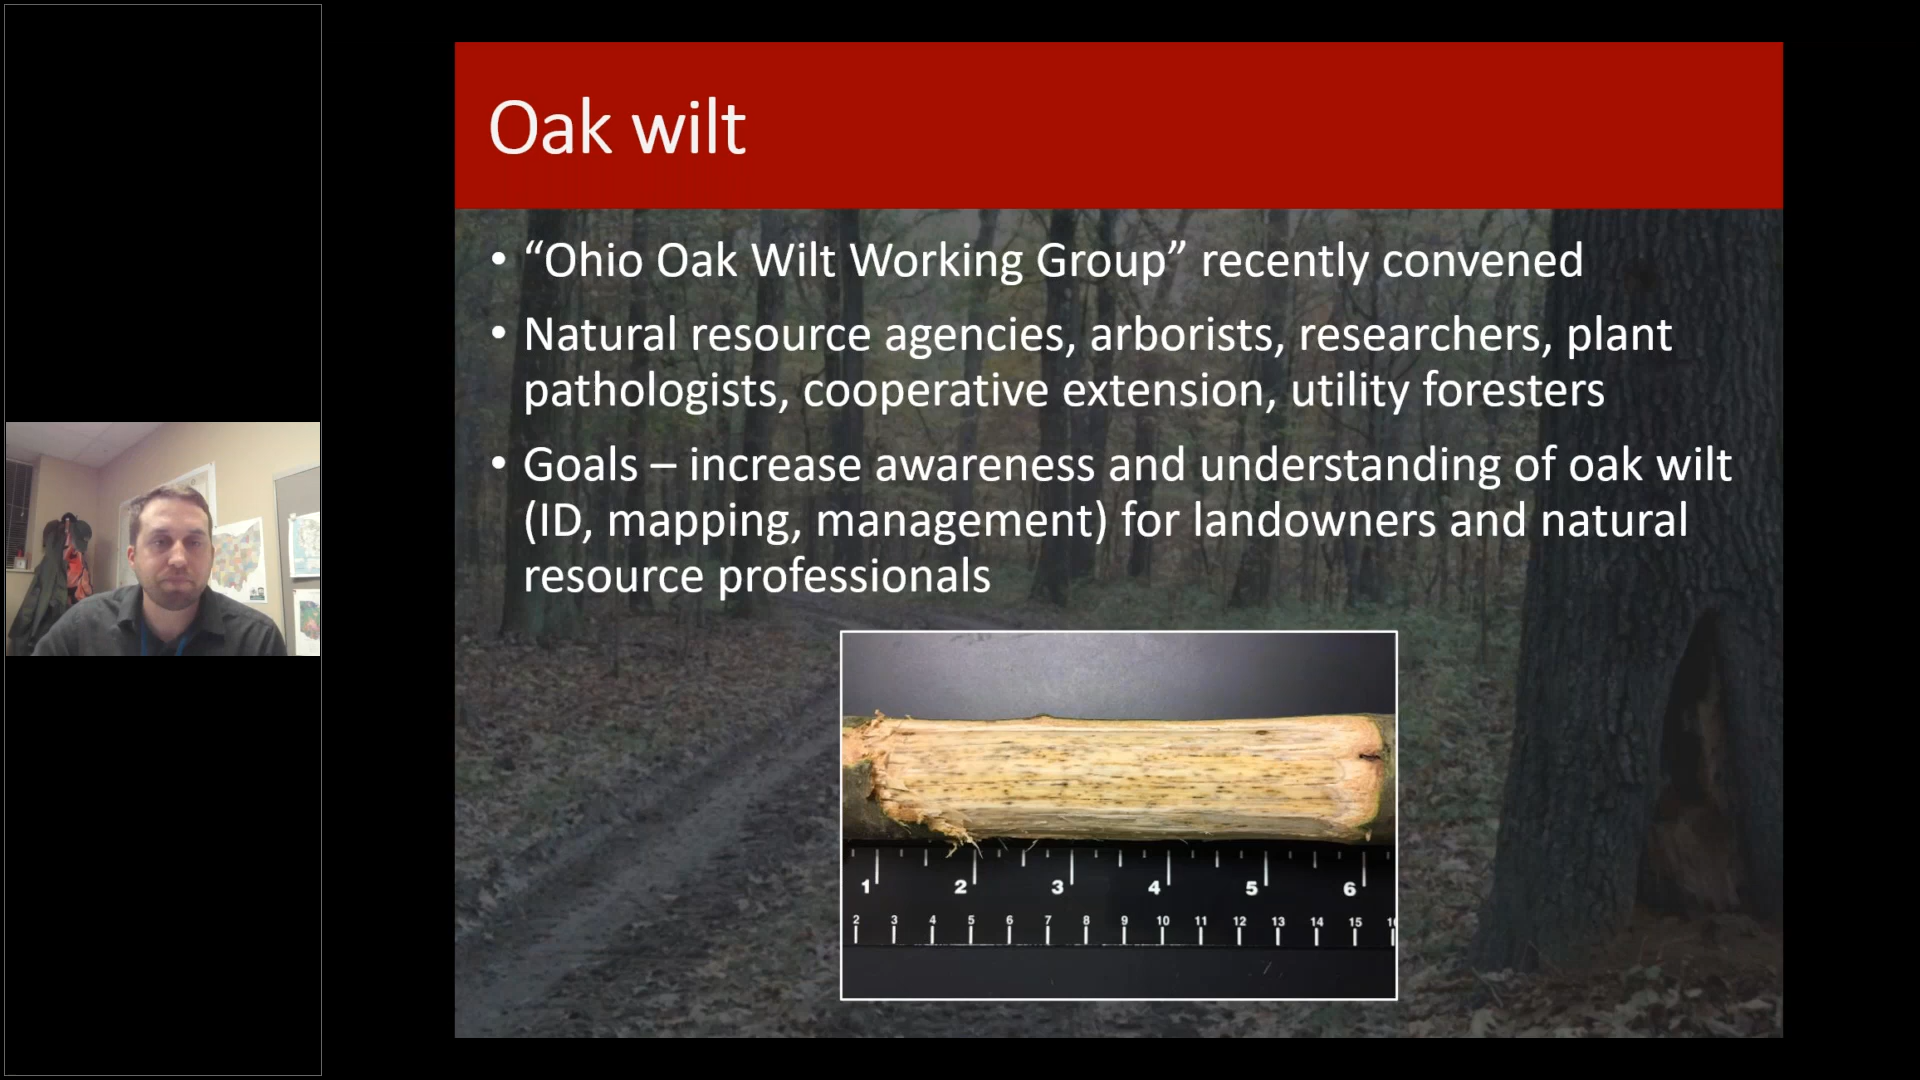 Oak wilt
• “Ohio Oak Wilt Working Group” recently convened
• Natural resource agencies, arborists, researchers, plant
pathologists, cooperative extension, utility foresters
• Goals – increase awareness and understanding of oak wilt
(ID, mapping, management) for landowners and natural
resource professionals
1 2 3 4 5 6
2 3 4 5 6 7 8 9 10 11 12 13 14 15